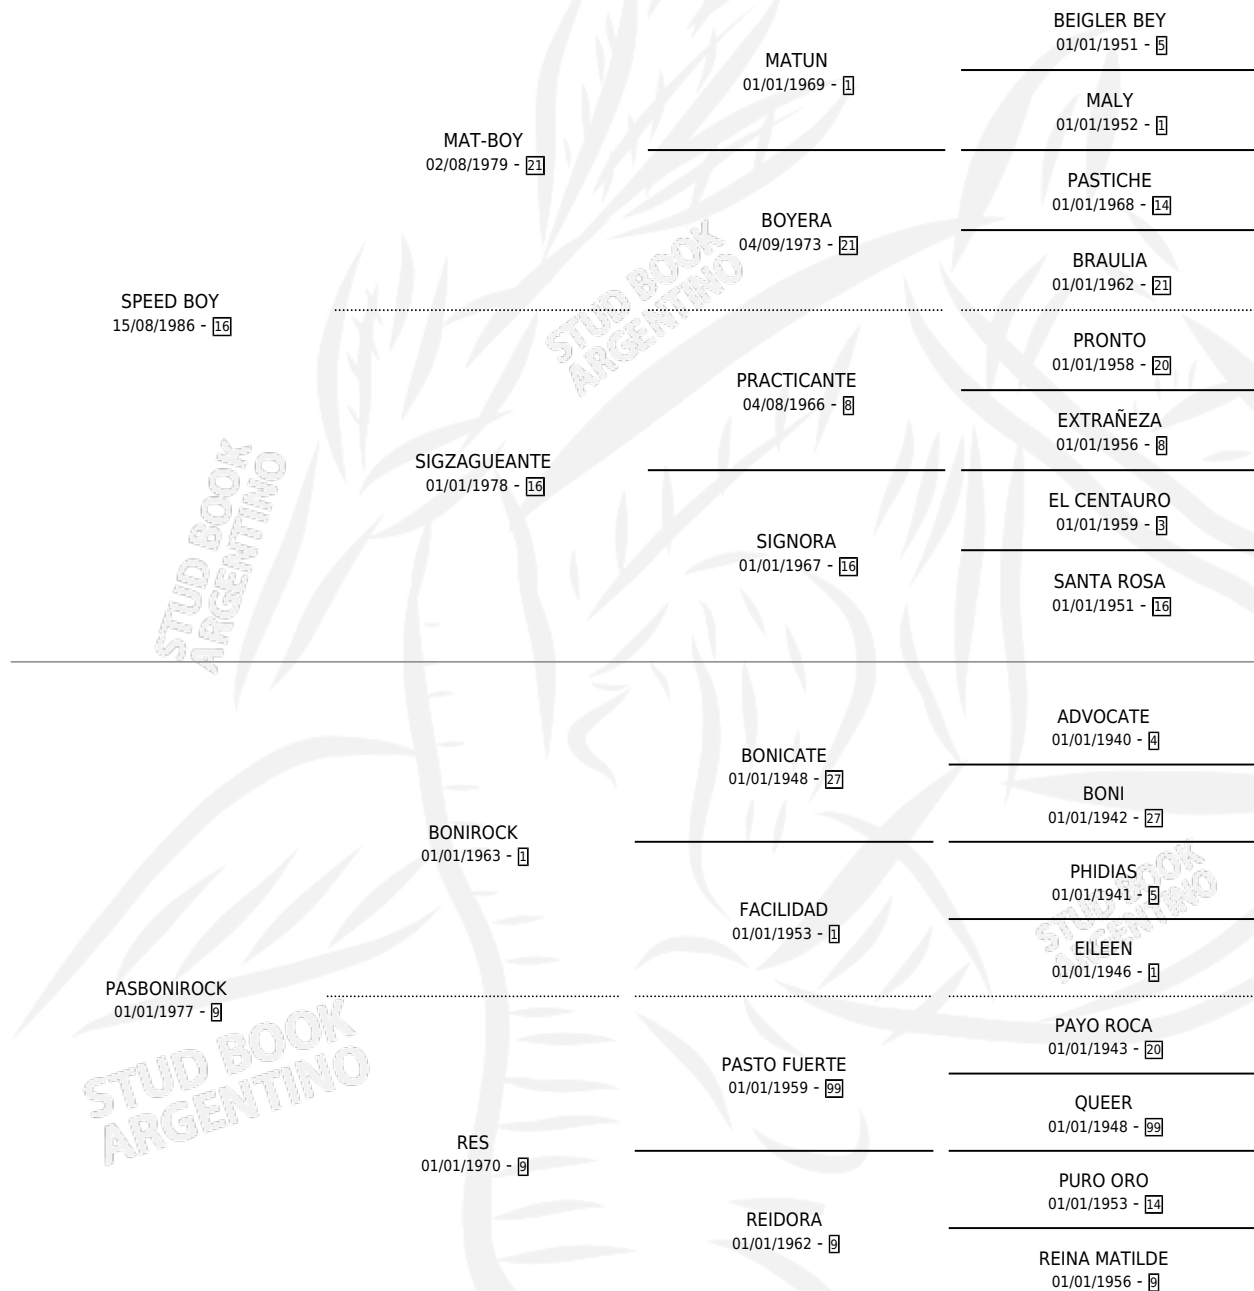 BEIGLER BEY
01/01/1951 - 5
MATUN
01/01/1969 - 1
MALY
01/01/1952 - 1
MAT-BOY
02/08/1979 - 21
PASTICHE
01/01/1968 - 14
BOYERA
04/09/1973 - 21
BRAULIA
01/01/1962 - 21
SPEED BOY
15/08/1986 - 16
PRONTO
01/01/1958 - 20
PRACTICANTE
04/08/1966 - 8
EXTRAÑEZA
01/01/1956 - 8
SIGZAGUEANTE
01/01/1978 - 16
EL CENTAURO
01/01/1959 - 3
SIGNORA
01/01/1967 - 16
SANTA ROSA
01/01/1951 - 16
ADVOCATE
01/01/1940 - 4
BONICATE
01/01/1948 - 27
BONI
01/01/1942 - 27
BONIROCK
01/01/1963 - 1
PHIDIAS
01/01/1941 - 5
FACILIDAD
01/01/1953 - 1
EILEEN
01/01/1946 - 1
PASBONIROCK
01/01/1977 - 9
PAYO ROCA
01/01/1943 - 20
PASTO FUERTE
01/01/1959 - 99
QUEER
01/01/1948 - 99
RES
01/01/1970 - 9
PURO ORO
01/01/1953 - 14
REIDORA
01/01/1962 - 9
REINA MATILDE
01/01/1956 - 9
STUD BOOK
ARGENTINO
STUD BOOK
ARGENTINO
STUD BOOK
ARGENTINO
STUD BOOK
ARGENTINO